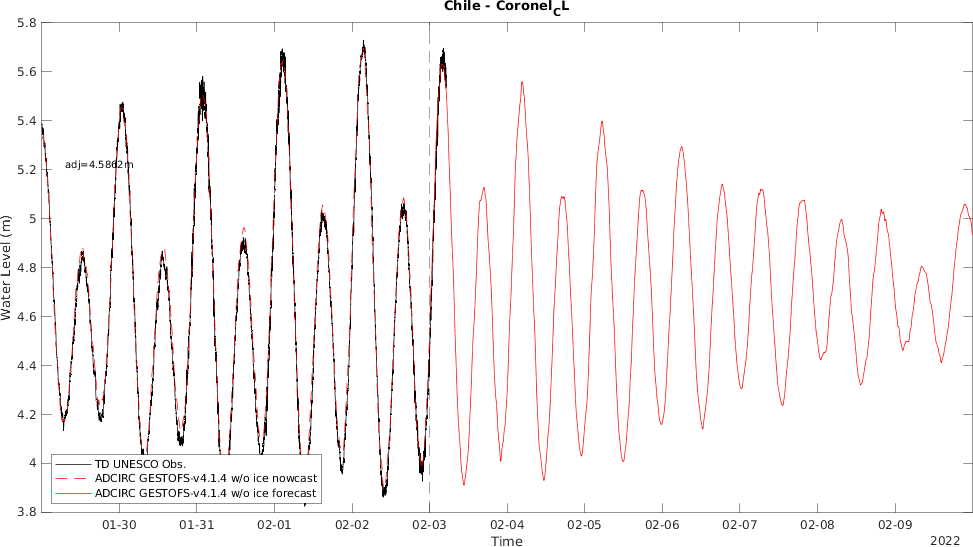 Chile - Coronel_CL
5.8
5.6
5.4
5.2
5
4.8
4.6
4.4
4.2
4
3.8
Water Level (m)
adj=4.5862m
TD UNESCO Obs.
ADCIRC GESTOFS-v4.1.4 w/o ice nowcast
ADCIRC GESTOFS-v4.1.4 w/o ice forecast
01-30 01-31 02-01 02-02 02-03 02-04 02-05 02-06 02-07 02-08 02-09
Time
2022